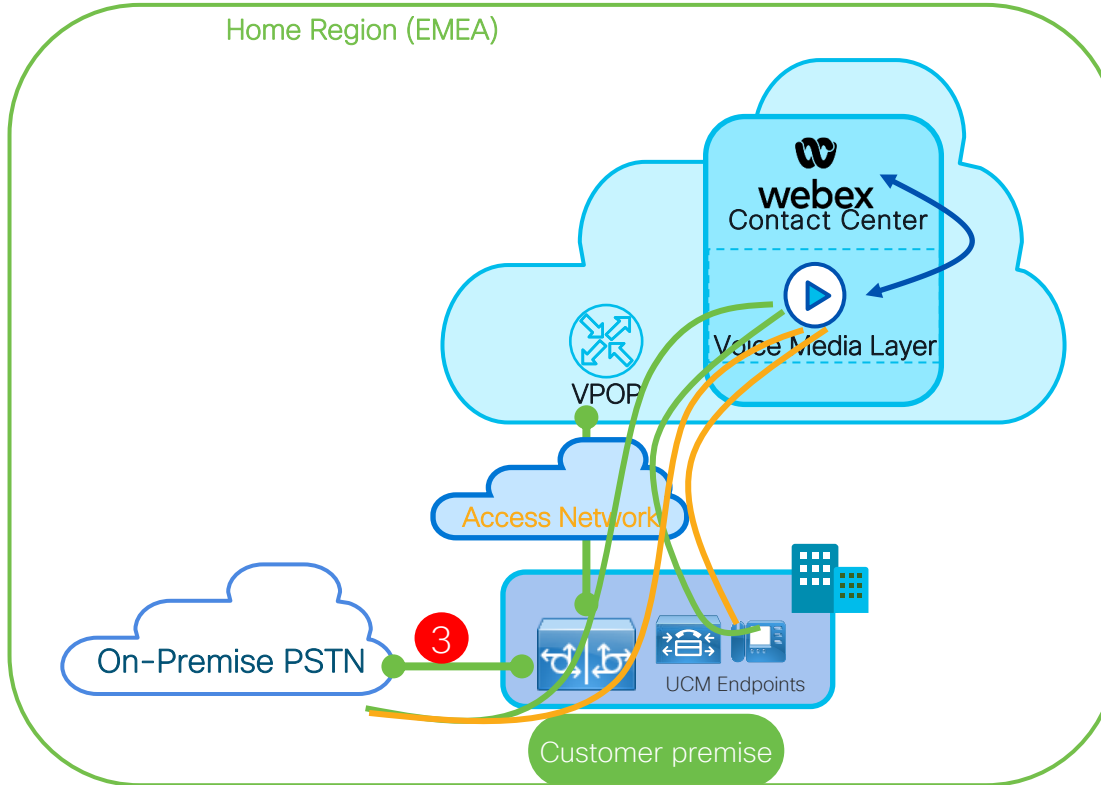 Home Region (EMEA)
webex
Contact Center
Voice Media Layer
VPOP
Access Network
3
On-Premise PSTN
UCM Endpoints
Customer premise